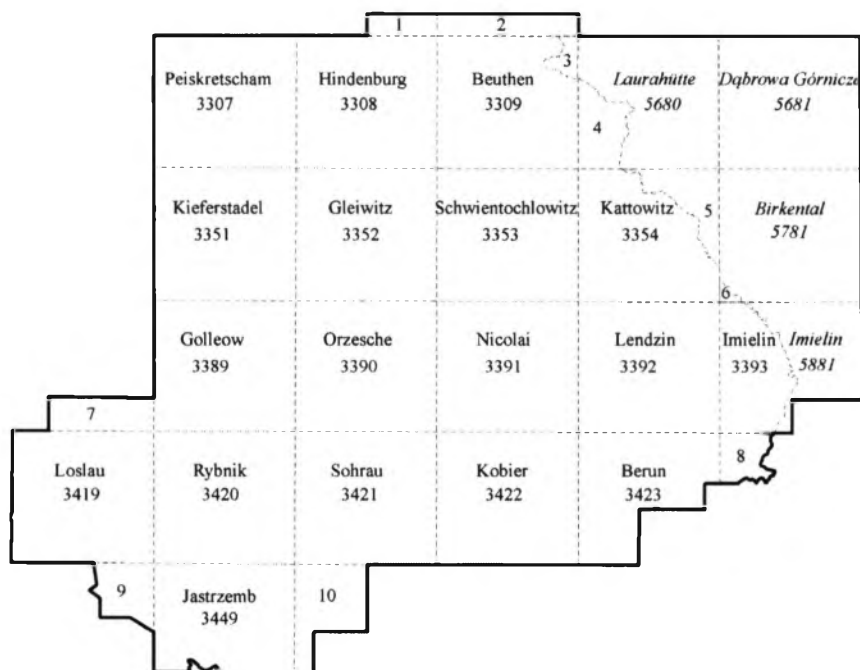 1 2
3
Peiskretscham Hindenburg Beuthen Laurahütte Dąbrowa Górnicza
3307 3308 3309 5680 5681
4
Kieferstadel Gleiwitz Schwientochlowitz Kattowitz 5 Birkental
3351 3352 3353 3354 5781
6
Golleow Orzesche Nicolai Lendzin Imielin Imielin
3389 3390 3391 3392 3393 5881
7
8
Loslau Rybnik Sohrau Kobier Berun
3419 3420 3421 3422 3423
9 Jastrzemb 10
3449